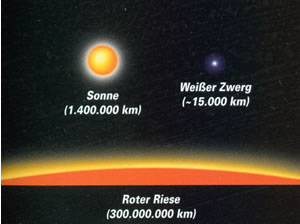 Sonne
(1.400.000 km)
Weißer Zwerg
(~15.000 km)
Roter Riese
(300.000.000 km)